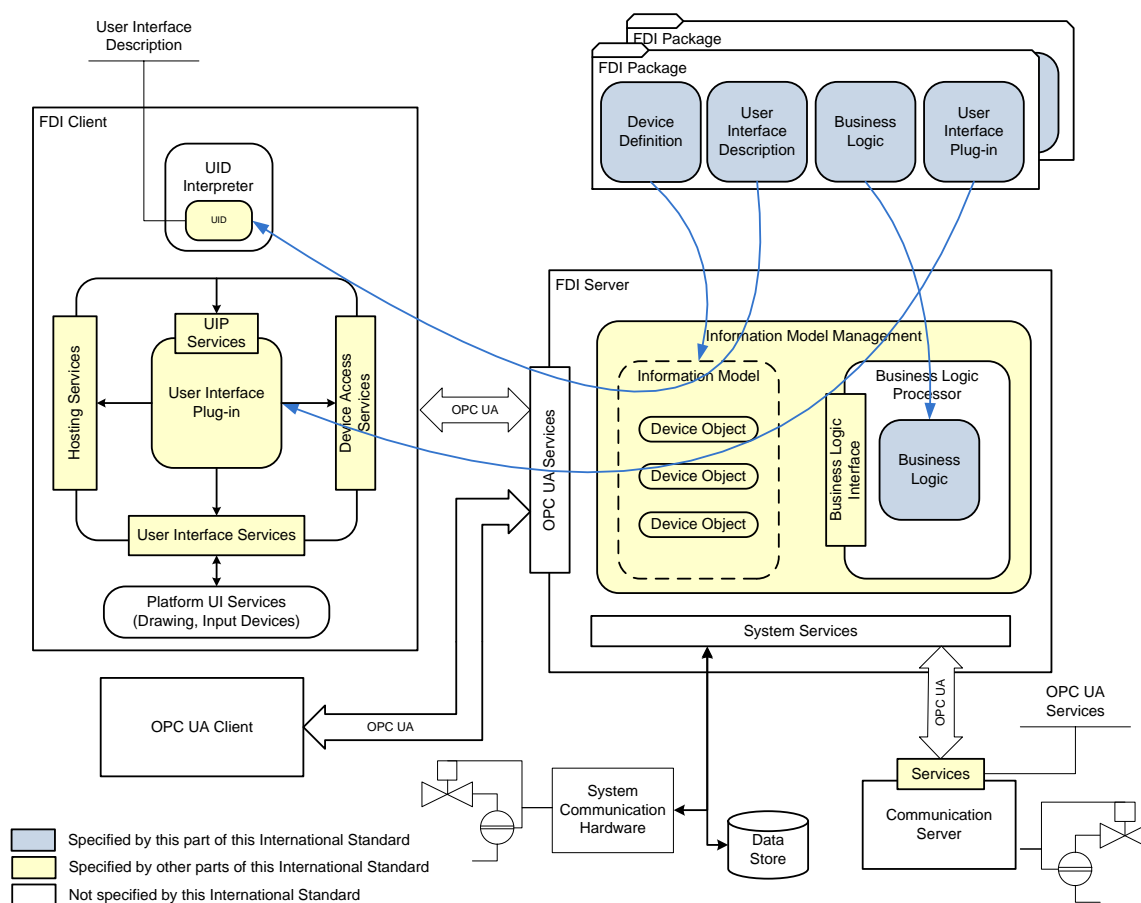 User Interface
Description
FDI Package
FDI Package
Device
Definition
User
Interface
Description
Business
Logic
User
Interface
Plug-in
FDI Client
UID
Interpreter
UID
UIP
Services
Hosting Services
User Interface
Plug-in
Device Access
Services
User Interface Services
Platform UI Services
(Drawing, Input Devices)
OPC UA
FDI Server
OPC UA Services
Information Model Management
Information Model
Device Object
Device Object
Device Object
Business Logic
Processor
Business Logic
Interface
Business
Logic
System Services
OPC UA Client
OPC UA
OPC UA
OPC UA
Services
Services
Communication
Server
System
Communication
Hardware
Data
Store
Specified by this part of this International Standard
Specified by other parts of this International Standard
Not specified by this International Standard